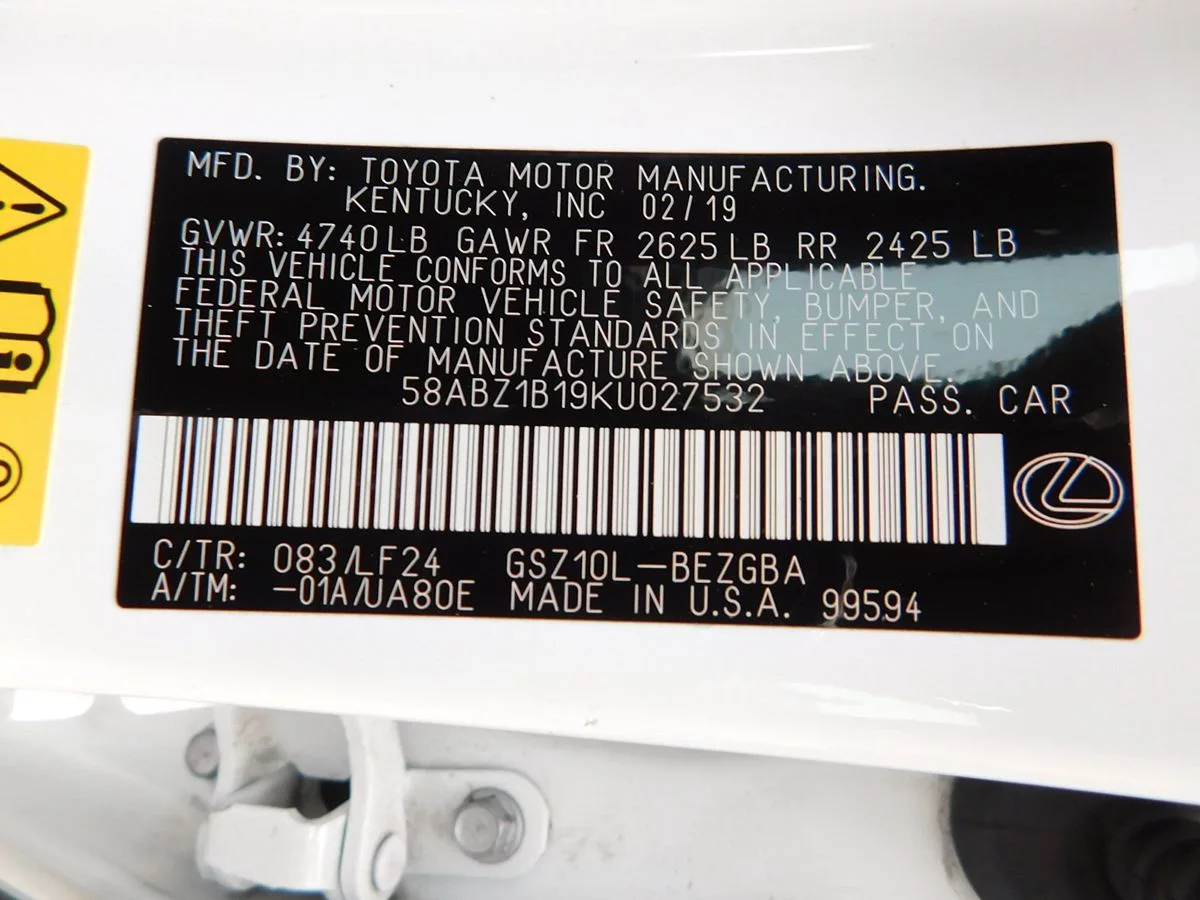 MFD. BY: TOYOTA MOTOR MANUFACTURING.
KENTUCKY, INC 02/19
GVWR: 4740LB GAWR FR 2625LB RR 2425 LB
THIS VEHICLE CONFORMS TO ALL APPLICABLE
FEDERAL MOTOR VEHICLE SAFETY, BUMPER, AND
THEFT PREVENTION STANDARDS IN EFFECT ON
THE DATE OF MANUFACTURE SHOWN ABOVE.
58ABZ1B19KU027532 PASS. CAR
C/TR: 083/LF24 GSZ10L-BEZGBA
A/TM: -01A/UA80E MADE IN U.S.A. 99594